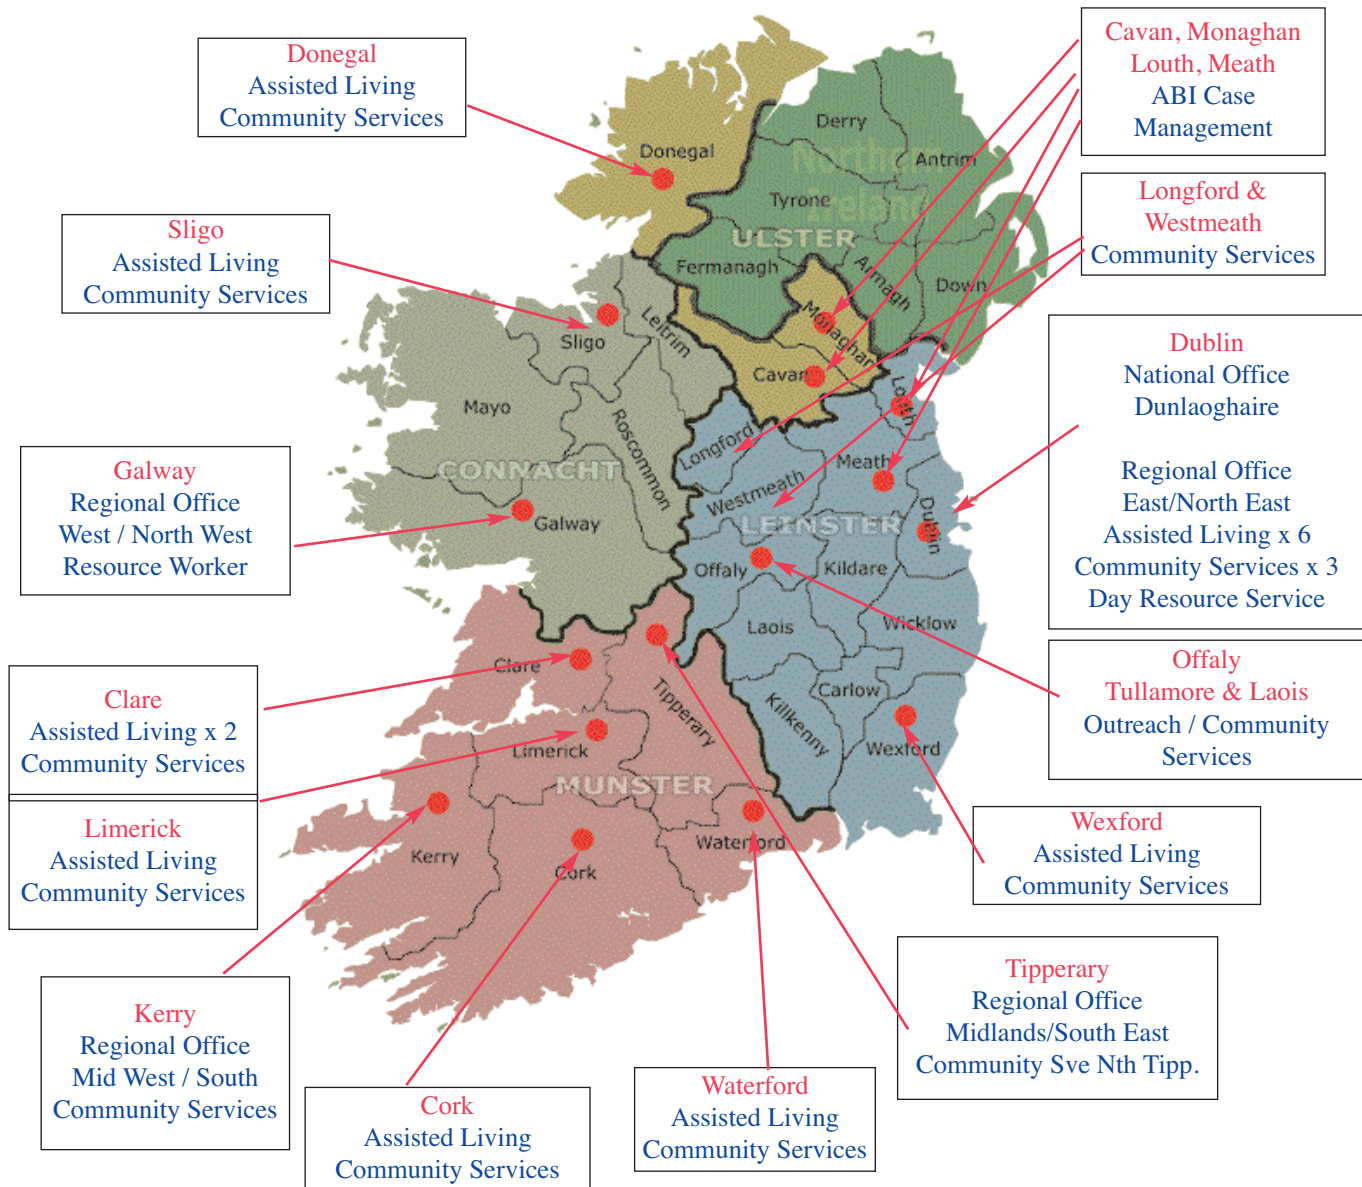 Donegal
Assisted Living
Community Services
Cavan, Monaghan
Louth, Meath
ABI Case
Management
Longford &
Westmeath
Community Services
Sligo
Assisted Living
Community Services
Dublin
National Office
Dunlaoghaire
Regional Office
East/North East
Assisted Living x 6
Community Services x 3
Day Resource Service
Galway
Regional Office
West / North West
Resource Worker
Offaly
Tullamore & Laois
Outreach / Community
Services
Clare
Assisted Living x 2
Community Services
Limerick
Assisted Living
Community Services
Wexford
Assisted Living
Community Services
Kerry
Regional Office
Mid West / South
Community Services
Cork
Assisted Living
Community Services
Waterford
Assisted Living
Community Services
Tipperary
Regional Office
Midlands/South East
Community Sve Nth Tipp.
Northern
Ireland
ULSTER
Derry
Antrim
Donegal
Tyrone
Fermanagh
Armagh
Down
Monaghan
Cavan
CONNACHT
Sligo
Leitrim
Mayo
Roscommon
Galway
LEINSTER
Louth
Longford
Meath
Westmeath
Dublin
Offaly
Kildare
Laois
Wicklow
Carlow
Killkenny
Wexford
MUNSTER
Clare
Tipperary
Limerick
Waterford
Kerry
Cork